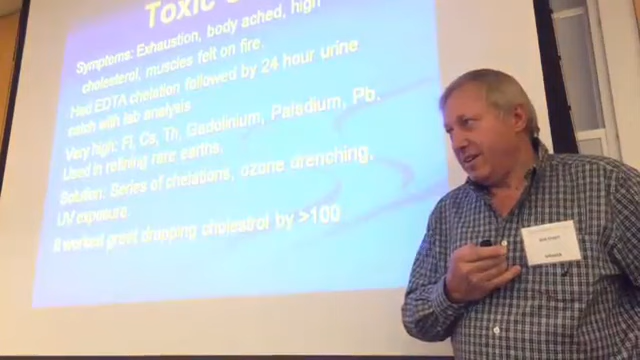 Toxic
Symptoms: Exhaustion, body ached, high
cholesterol, muscles felt on fire.
Had EDTA chelation followed by 24 hour urine
catch with lab analysis
Very high: Fl, Cs, Th, Gadolinium, Paladium, Pb.
Used in refining rare earths.
Solution: Series of chelations, ozone drenching,
UV exposure.
It worked great dropping cholestrol by >100